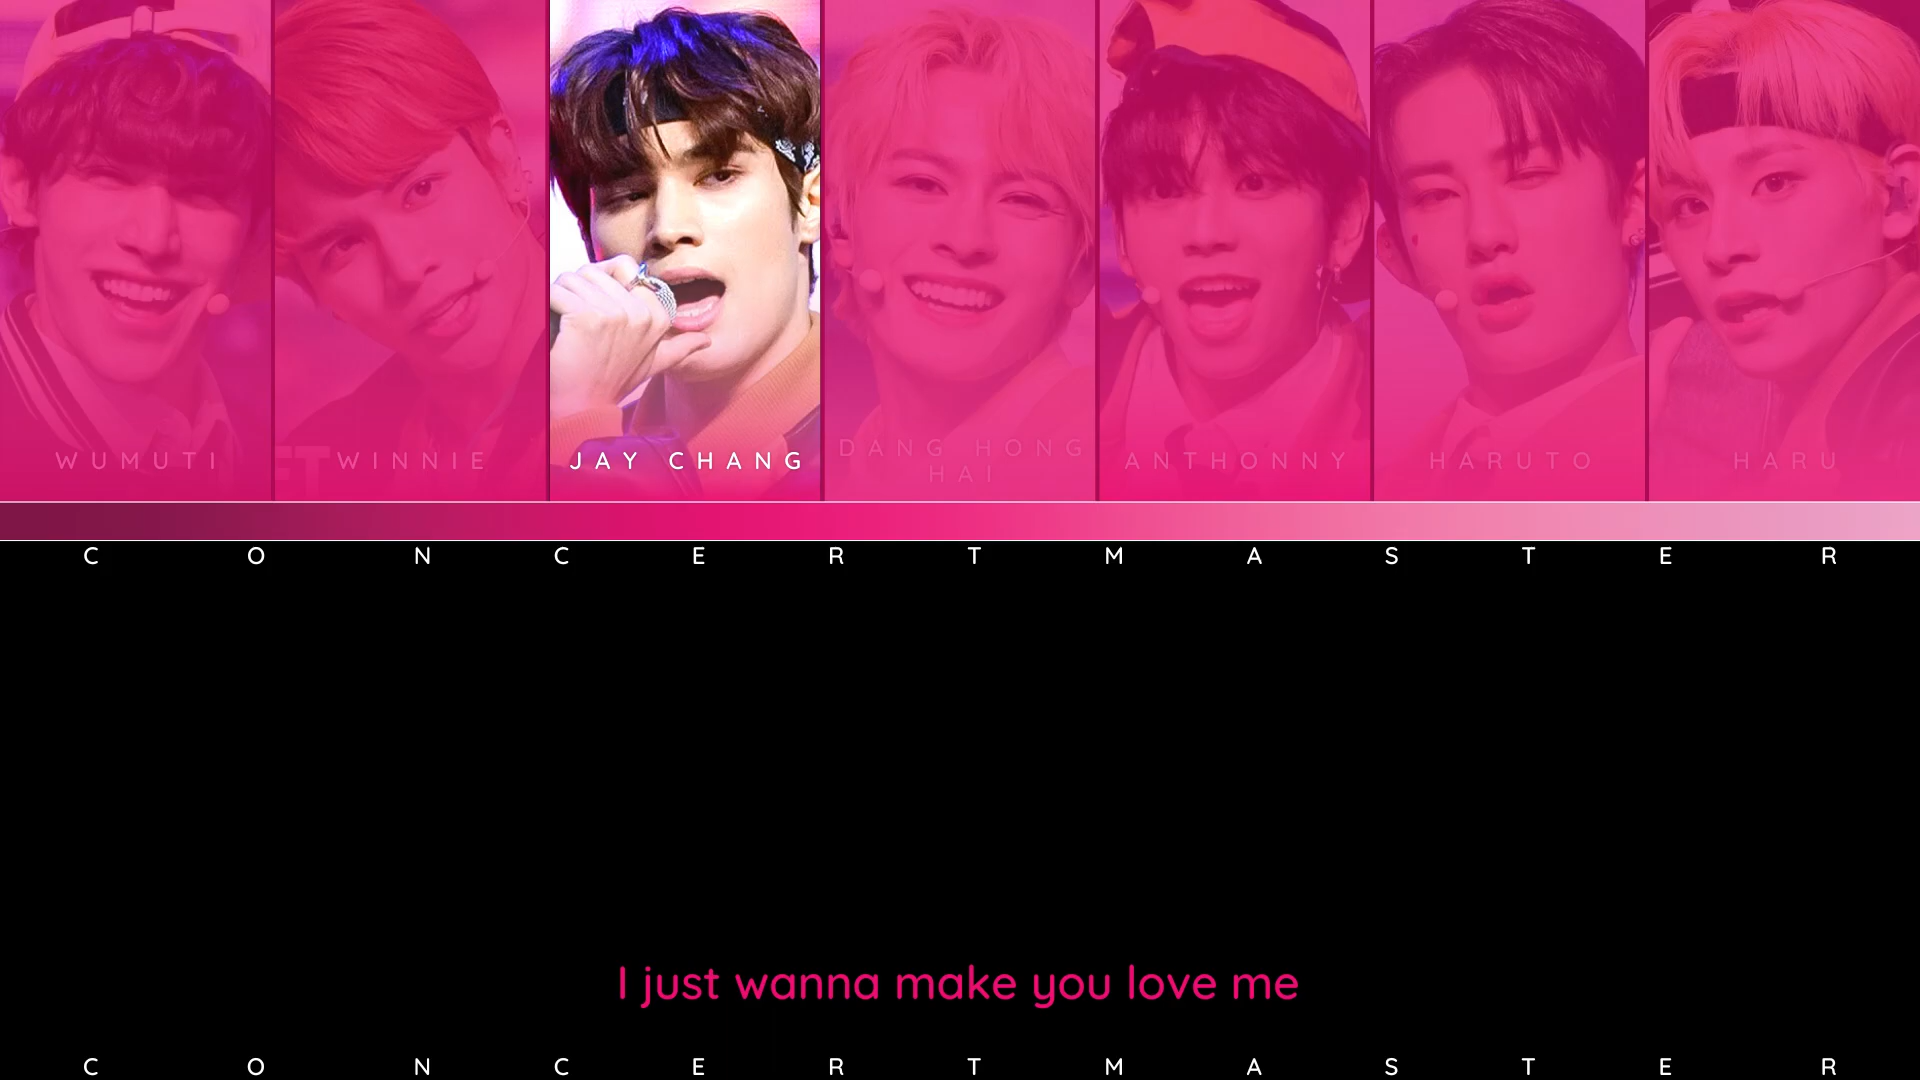 WUMUTI
WINNIE
JAY CHANG
DANG HONG
HAI
ANTHONNY
HARUTO
HARU
CONCERTMASTER
I just wanna make you love me
CONCERTMASTER